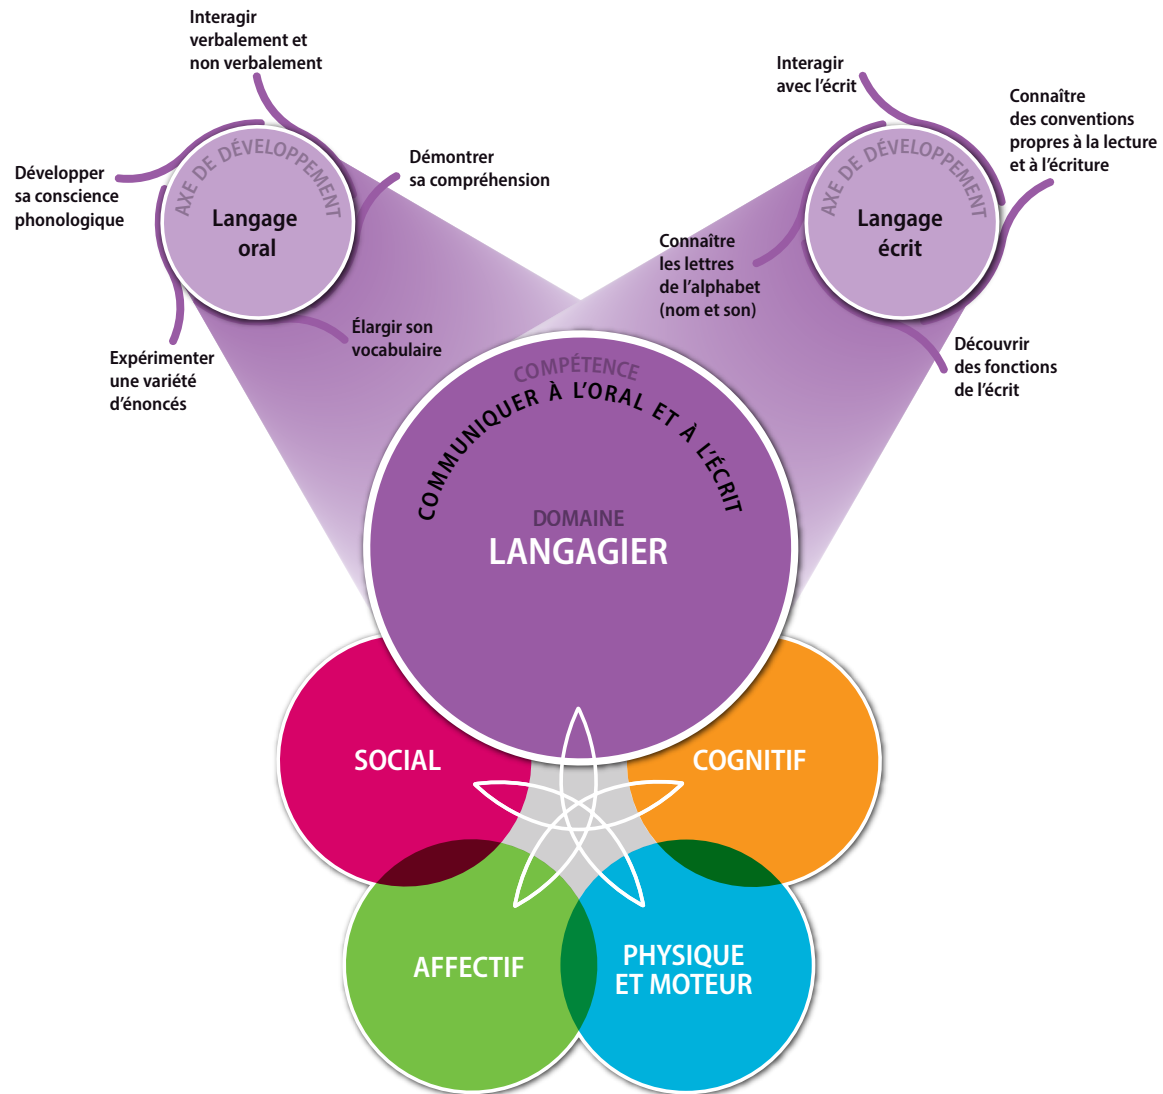 Interagir
verbalement et
non verbalement
Développer
sa conscience
phonologique
Démontrer
sa compréhension
AXE DE DÉVELOPPEMENT
Langage
oral
Expérimenter
une variété
d'énoncés
Élargir son
vocabulaire
Interagir
avec l'écrit
Connaître
des conventions
propres à la lecture
et à l'écriture
AXE DE DÉVELOPPEMENT
Langage
écrit
Connaître
les lettres
de l'alphabet
(nom et son)
Découvrir
des fonctions
de l'écrit
COMPÉTENCE
COMMUNIQUER À L'ORAL ET À L'ÉCRIT
DOMAINE
LANGAGIER
SOCIAL
COGNITIF
AFFECTIF
PHYSIQUE
ET MOTEUR